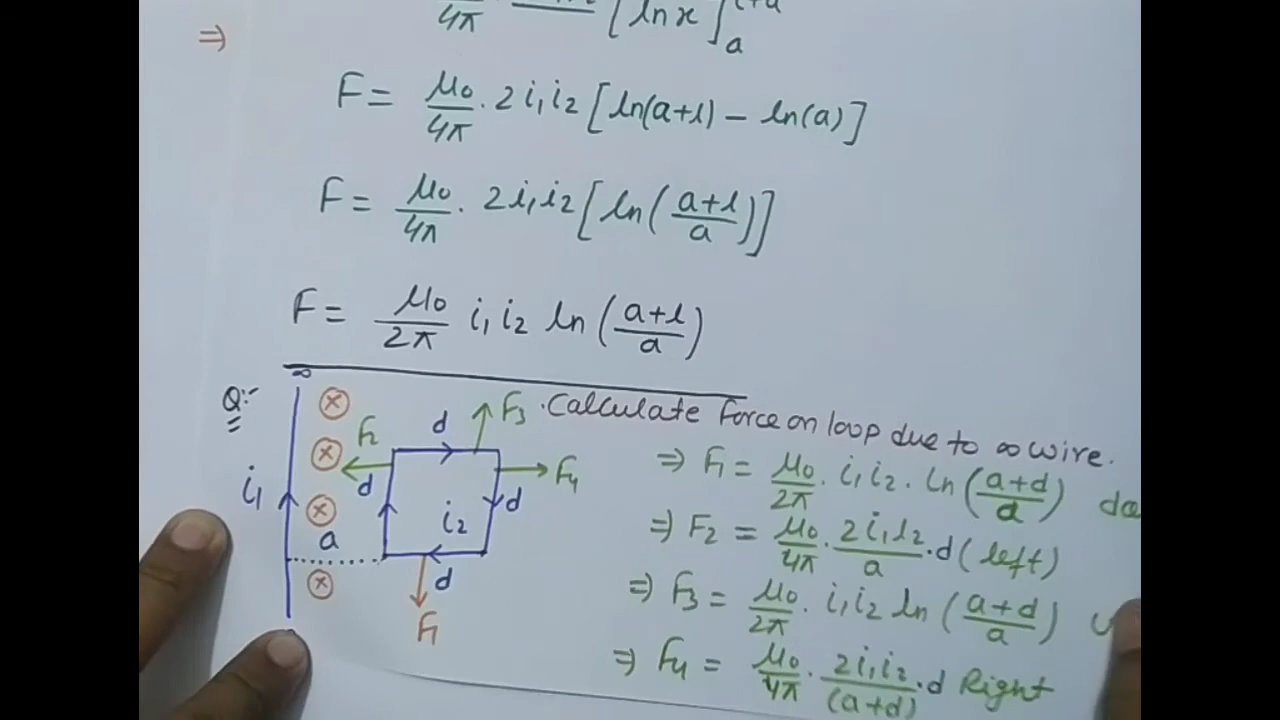 ⇒ μ₀/4π [ln x]ₐ
F = μ₀/4π · 2 i₁ i₂ [ln(a+l) − ln(a)]
F = μ₀/4π · 2 i₁ i₂ [ln((a+l)/a)]
F = μ₀/2π i₁ i₂ ln((a+l)/a)
Q:- Calculate Force on loop due to ∞ wire.
∞
⊗
⊗
⊗
⊗
i₁
a
F₂
d
d
F₃
F₄
d
i₂
d
F₁
⇒ F₁ = μ₀/2π · i₁ i₂ · ln((a+d)/a)
⇒ F₂ = μ₀/4π · 2 i₁ i₂/a · d (left)
⇒ F₃ = μ₀/2π · i₁ i₂ ln((a+d)/a)
⇒ F₄ = μ₀/4π · 2 i₁ i₂/(a+d) · d Right